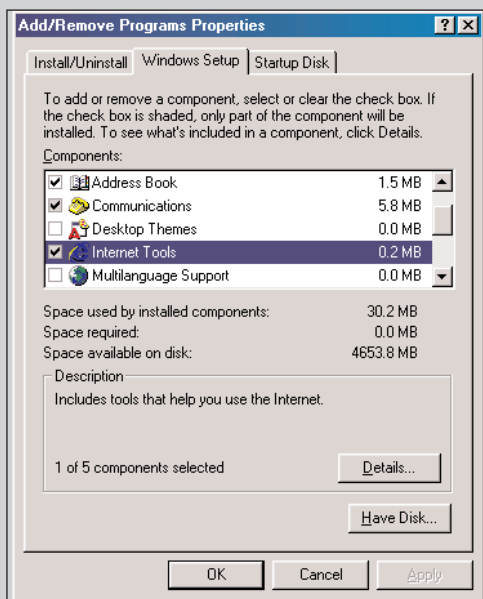 Add/Remove Programs Properties
Install/Uninstall Windows Setup Startup Disk
To add or remove a component, select or clear the check box. If
the check box is shaded, only part of the component will be
installed. To see what's included in a component, click Details.
Components:
Address Book 1.5 MB
Communications 5.8 MB
Desktop Themes 0.0 MB
Internet Tools 0.2 MB
Multilanguage Support 0.0 MB
Space used by installed components: 30.2 MB
Space required: 0.0 MB
Space available on disk: 4653.8 MB
Description
Includes tools that help you use the Internet.
1 of 5 components selected Details...
Have Disk...
OK Cancel Apply